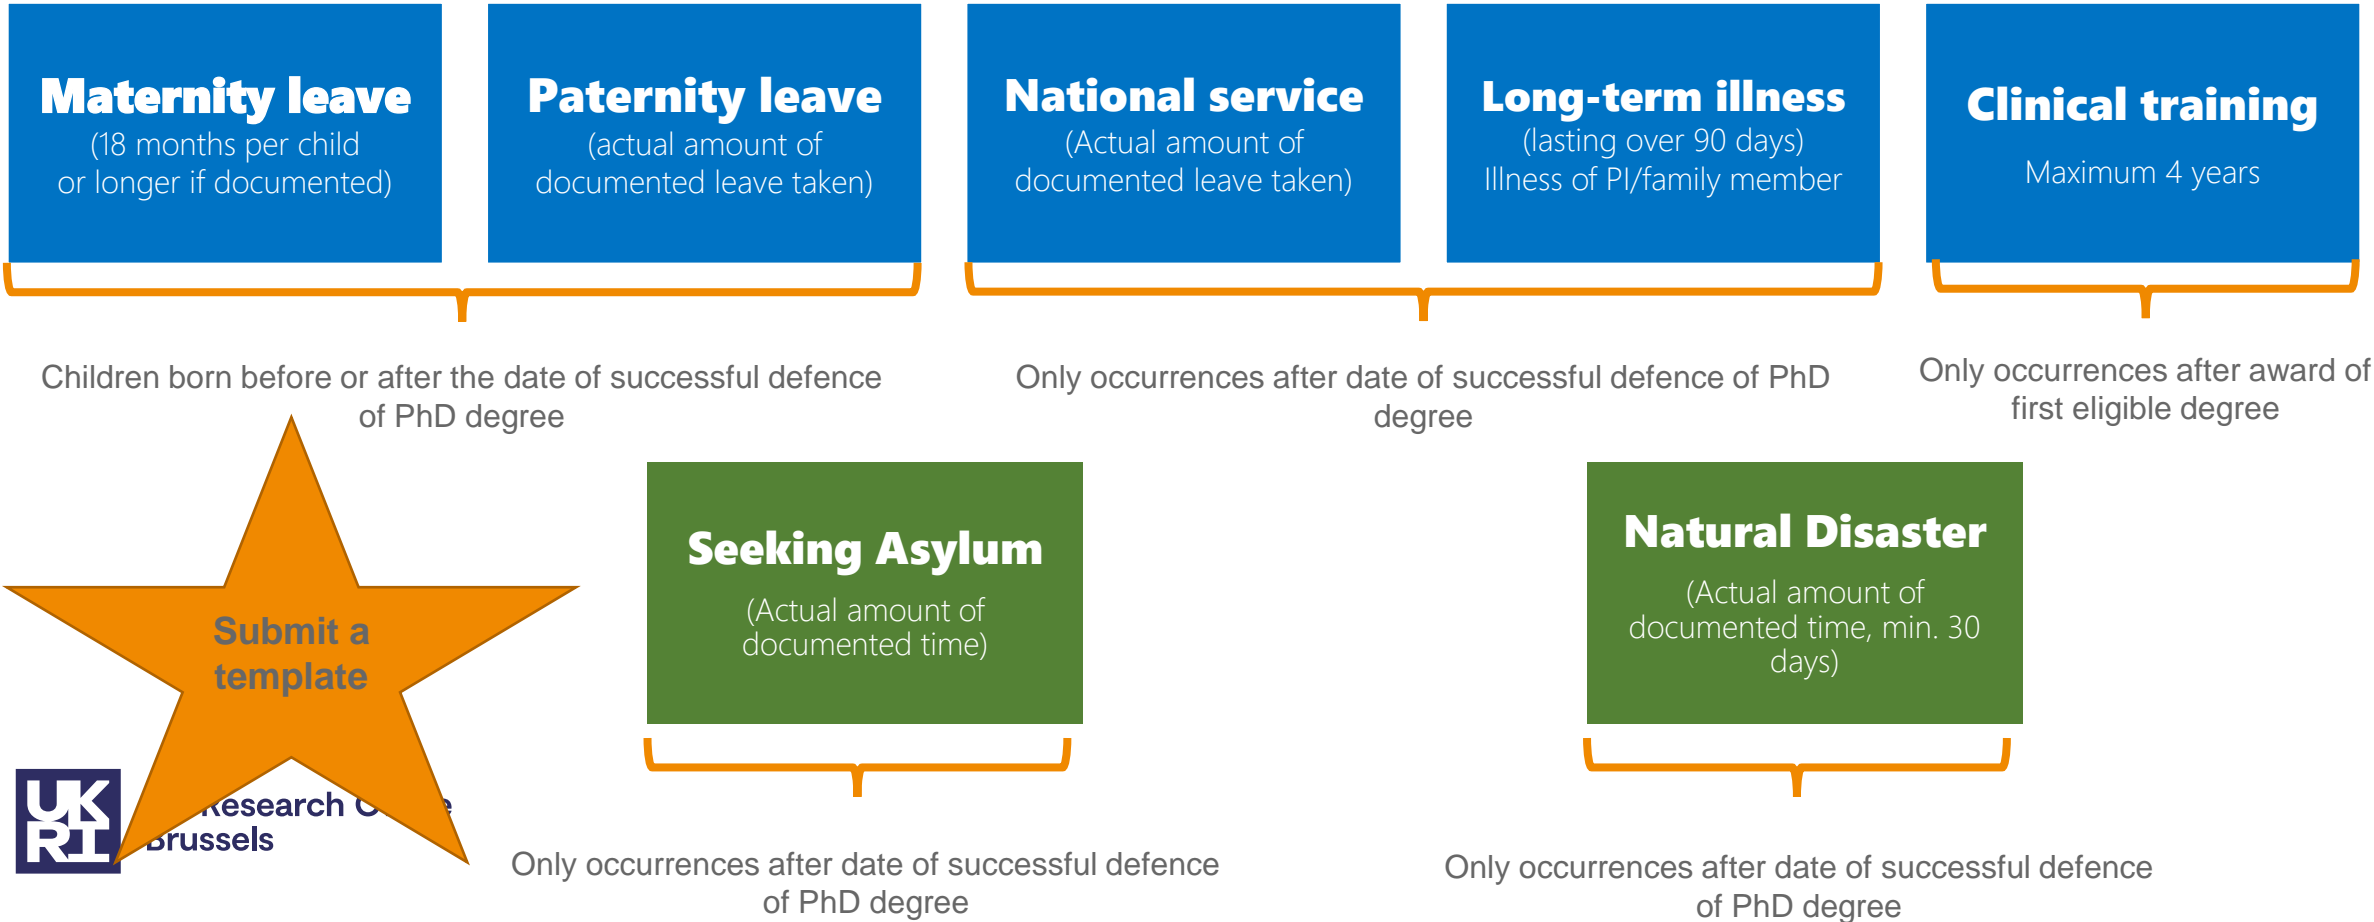 Maternity leave
(18 months per child
or longer if documented)
Paternity leave
(actual amount of
documented leave taken)
National service
(Actual amount of
documented leave taken)
Long-term illness
(lasting over 90 days)
Illness of PI/family member
Clinical training
Maximum 4 years
Children born before or after the date of successful defence
of PhD degree
Only occurrences after date of successful defence of PhD
degree
Only occurrences after award of
first eligible degree
Submit a
template
Seeking Asylum
(Actual amount of
documented time)
Natural Disaster
(Actual amount of
documented time, min. 30
days)
UK
RI
Research
Brussels
Only occurrences after date of successful defence
of PhD degree
Only occurrences after date of successful defence
of PhD degree